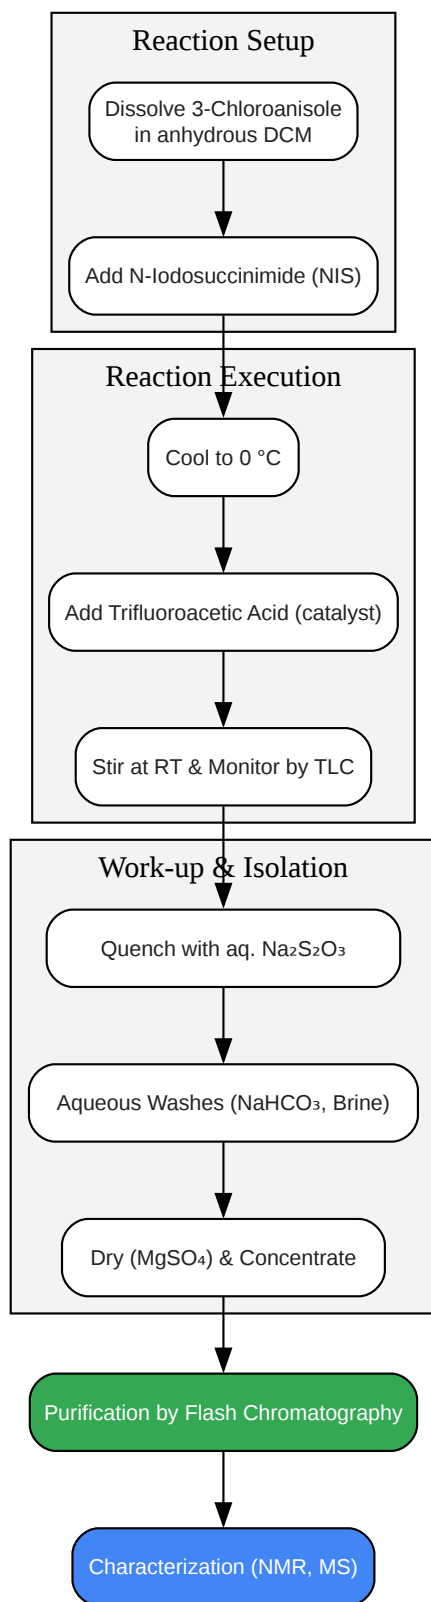 Reaction Setup
Dissolve 3-Chloroanisole
in anhydrous DCM
Add N-Iodosuccinimide (NIS)
Reaction Execution
Cool to 0 °C
Add Trifluoroacetic Acid (catalyst)
Stir at RT & Monitor by TLC
Work-up & Isolation
Quench with aq. Na₂S₂O₃
Aqueous Washes (NaHCO₃, Brine)
Dry (MgSO₄) & Concentrate
Purification by Flash Chromatography
Characterization (NMR, MS)